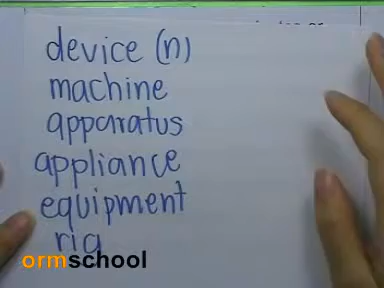 device (n)
machine
apparatus
appliance
equipment
rig
ormschool